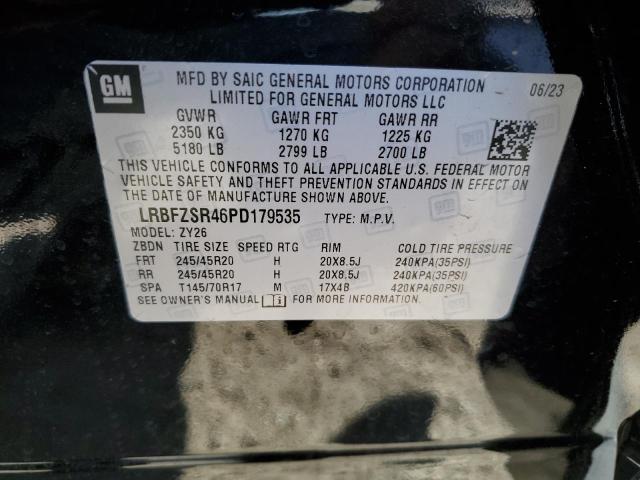 GM
MFD BY SAIC GENERAL MOTORS CORPORATION 06/23
LIMITED FOR GENERAL MOTORS LLC
GVWR GAWR FRT GAWR RR
2350 KG 1270 KG 1225 KG
5180 LB 2799 LB 2700 LB
THIS VEHICLE CONFORMS TO ALL APPLICABLE U.S. FEDERAL MOTOR
VEHICLE SAFETY AND THEFT PREVENTION STANDARDS IN EFFECT ON
THE DATE OF MANUFACTURE SHOWN ABOVE.
LRBFZSR46PD179535 TYPE: M.P.V.
MODEL: ZY26
ZBDN TIRE SIZE SPEED RTG RIM COLD TIRE PRESSURE
FRT 245/45R20 H 20X8.5J 240KPA(35PSI)
RR 245/45R20 H 20X8.5J 240KPA(35PSI)
SPA T145/70R17 M 17X4B 420KPA(60PSI)
SEE OWNER'S MANUAL FOR MORE INFORMATION.